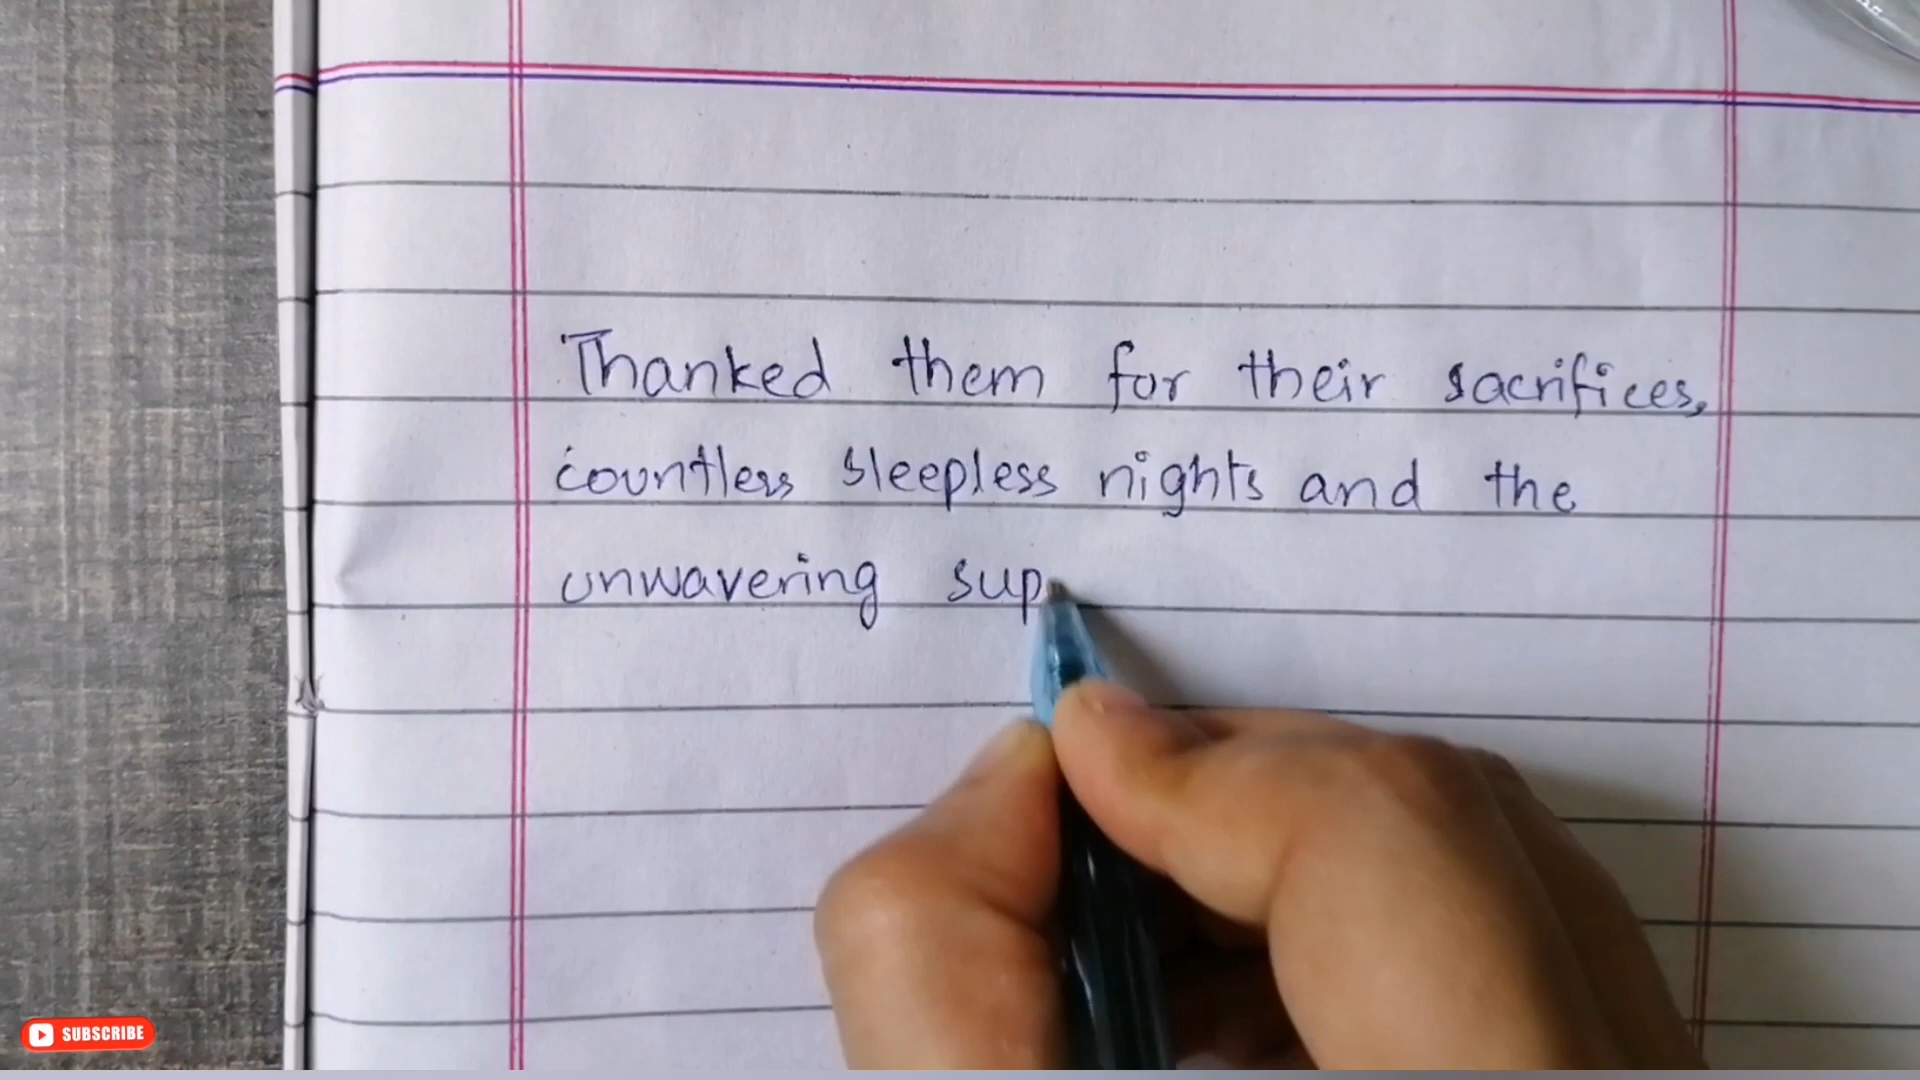 Thanked them for their sacrifices,
countless sleepless nights and the
unwavering sup
SUBSCRIBE